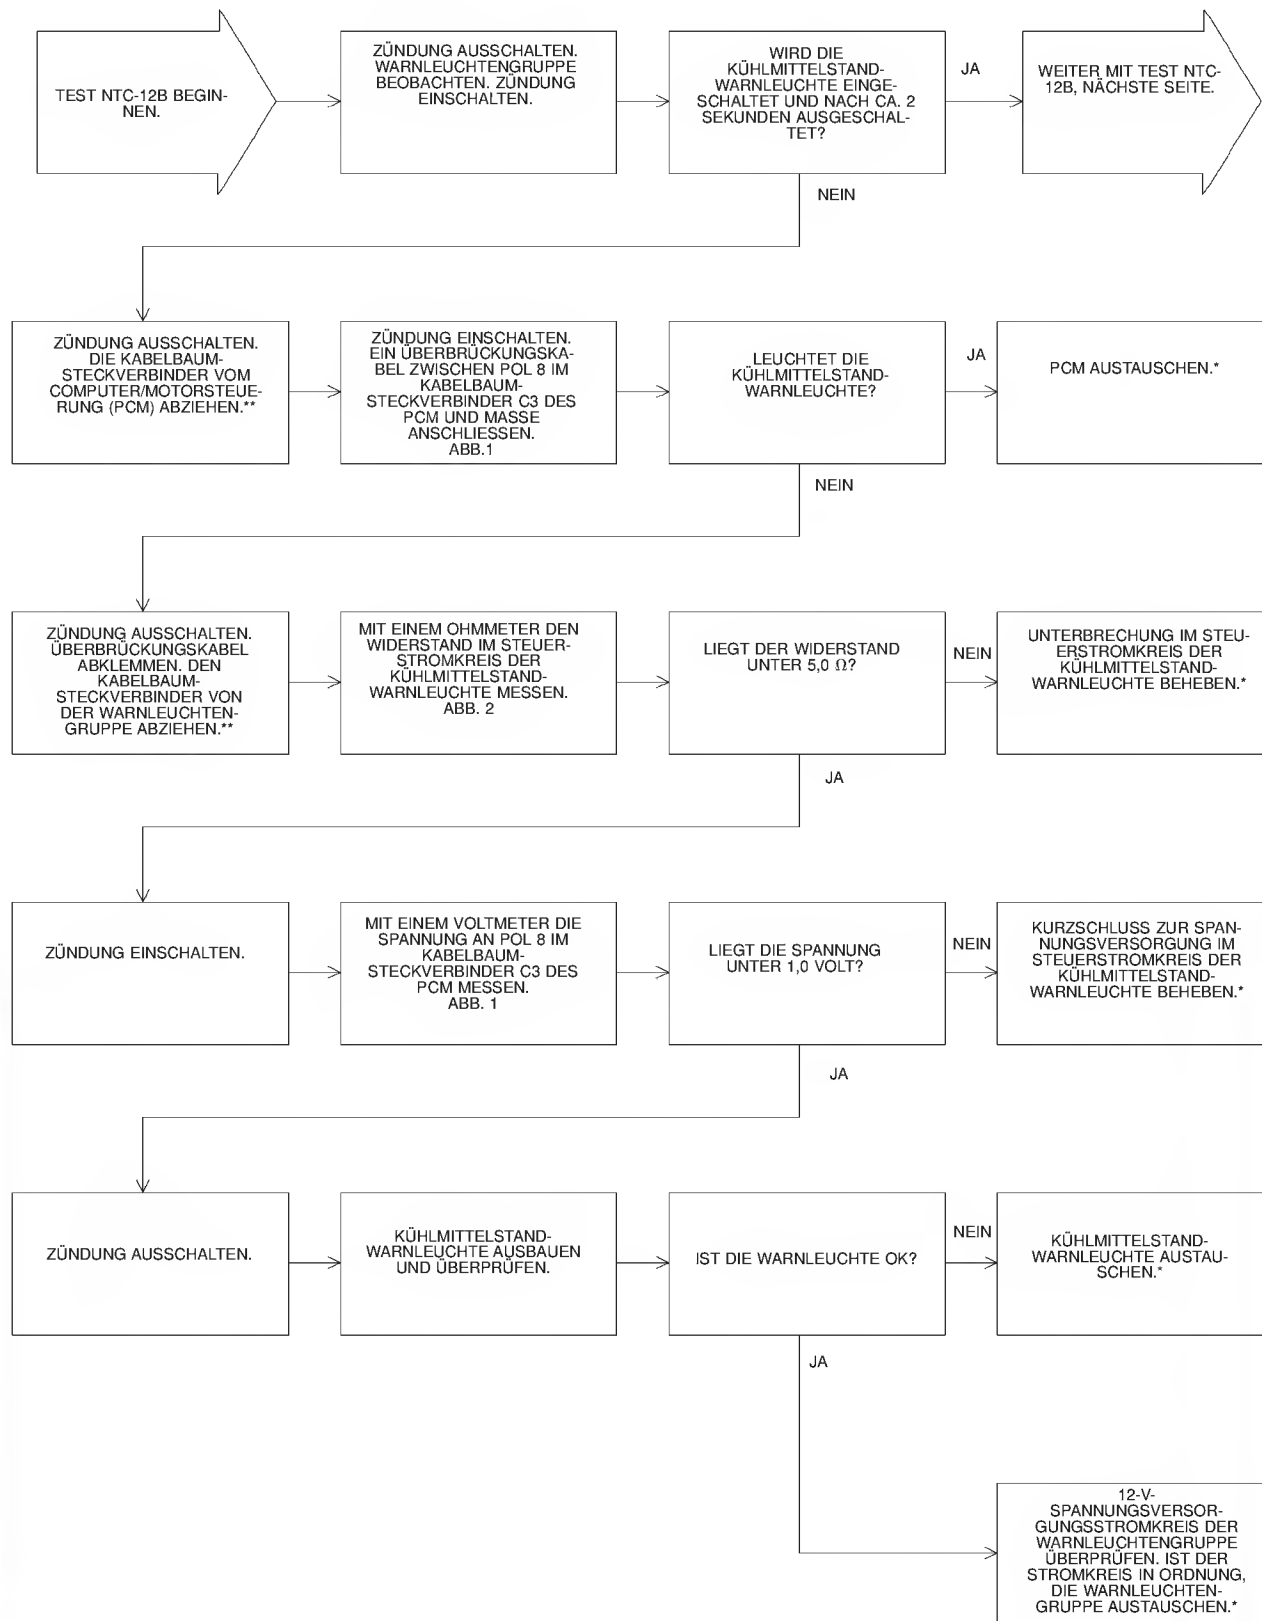 TEST NTC-12B BEGIN-
NEN.
ZÜNDUNG AUSSCHALTEN.
WARNLEUCHTENGRUPPE
BEOBACHTEN. ZÜNDUNG
EINSCHALTEN.
WIRD DIE
KÜHLMITTELSTAND-
WARNLEUCHTE EINGE-
SCHALTET UND NACH CA. 2
SEKUNDEN AUSGESCHAL-
TET?
JA
WEITER MIT TEST NTC-
12B, NÄCHSTE SEITE.
NEIN
ZÜNDUNG AUSSCHALTEN.
DIE KABELBAUM-
STECKVERBINDER VOM
COMPUTER/MOTORSTEUE-
RUNG (PCM) ABZIEHEN.**
ZÜNDUNG EINSCHALTEN.
EIN ÜBERBRÜCKUNGSKA-
BEL ZWISCHEN POL 8 IM
KABELBAUM-
STECKVERBINDER C3 DES
PCM UND MASSE
ANSCHLIESSEN.
ABB.1
LEUCHTET DIE
KÜHLMITTELSTAND-
WARNLEUCHTE?
JA
PCM AUSTAUSCHEN.*
NEIN
ZÜNDUNG AUSSCHALTEN.
ÜBERBRÜCKUNGSKABEL
ABKLEMMEN. DEN
KABELBAUM-
STECKVERBINDER VON
DER WARNLEUCHTEN-
GRUPPE ABZIEHEN.**
MIT EINEM OHMMETER DEN
WIDERSTAND IM STEUER-
STROMKREIS DER
KÜHLMITTELSTAND-
WARNLEUCHTE MESSEN.
ABB. 2
LIEGT DER WIDERSTAND
UNTER 5,0 Ω?
NEIN
UNTERBRECHUNG IM STEU-
ERSTROMKREIS DER
KÜHLMITTELSTAND-
WARNLEUCHTE BEHEBEN.*
JA
ZÜNDUNG EINSCHALTEN.
MIT EINEM VOLTMETER DIE
SPANNUNG AN POL 8 IM
KABELBAUM-
STECKVERBINDER C3 DES
PCM MESSEN.
ABB. 1
LIEGT DIE SPANNUNG
UNTER 1,0 VOLT?
NEIN
KURZSCHLUSS ZUR SPAN-
NUNGSVERSORGUNG IM
STEUERSTROMKREIS DER
KÜHLMITTELSTAND-
WARNLEUCHTE BEHEBEN.*
JA
ZÜNDUNG AUSSCHALTEN.
KÜHLMITTELSTAND-
WARNLEUCHTE AUSBAUEN
UND ÜBERPRÜFEN.
IST DIE WARNLEUCHTE OK?
NEIN
KÜHLMITTELSTAND-
WARNLEUCHTE AUSTAU-
SCHEN.*
JA
12-V-
SPANNUNGSVERSOR-
GUNGSSTROMKREIS DER
WARNLEUCHTENGRUPPE
ÜBERPRÜFEN. IST DER
STROMKREIS IN ORDNUNG,
DIE WARNLEUCHTEN-
GRUPPE AUSTAUSCHEN.*